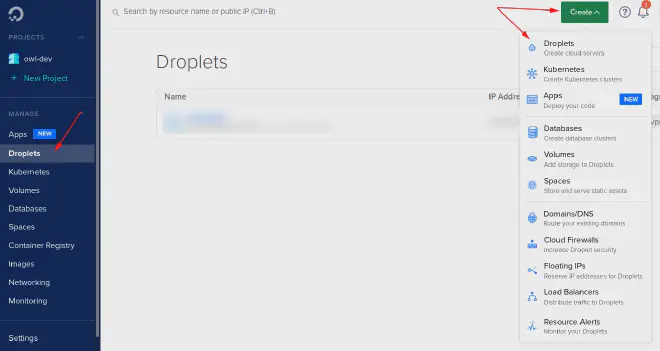 Search by resource name or public IP (Ctrl+B)
Create
2
PROJECTS
owl-dev
+ New Project
MANAGE
Apps NEW
Droplets
Kubernetes
Volumes
Databases
Spaces
Container Registry
Images
Networking
Monitoring
Settings
Droplets
Name
IP Addre
ags
Droplets
Create cloud servers
Kubernetes
Create Kubernetes clusters
Apps
Deploy your code
NEW
Databases
Create database clusters
Volumes
Add storage to Droplets
Spaces
Store and serve static assets
Domains/DNS
Route your existing domains
Cloud Firewalls
Increase Droplet security
Floating IPs
Reserve IP addresses for Droplets
Load Balancers
Distribute traffic to Droplets
Resource Alerts
Monitor your Droplets